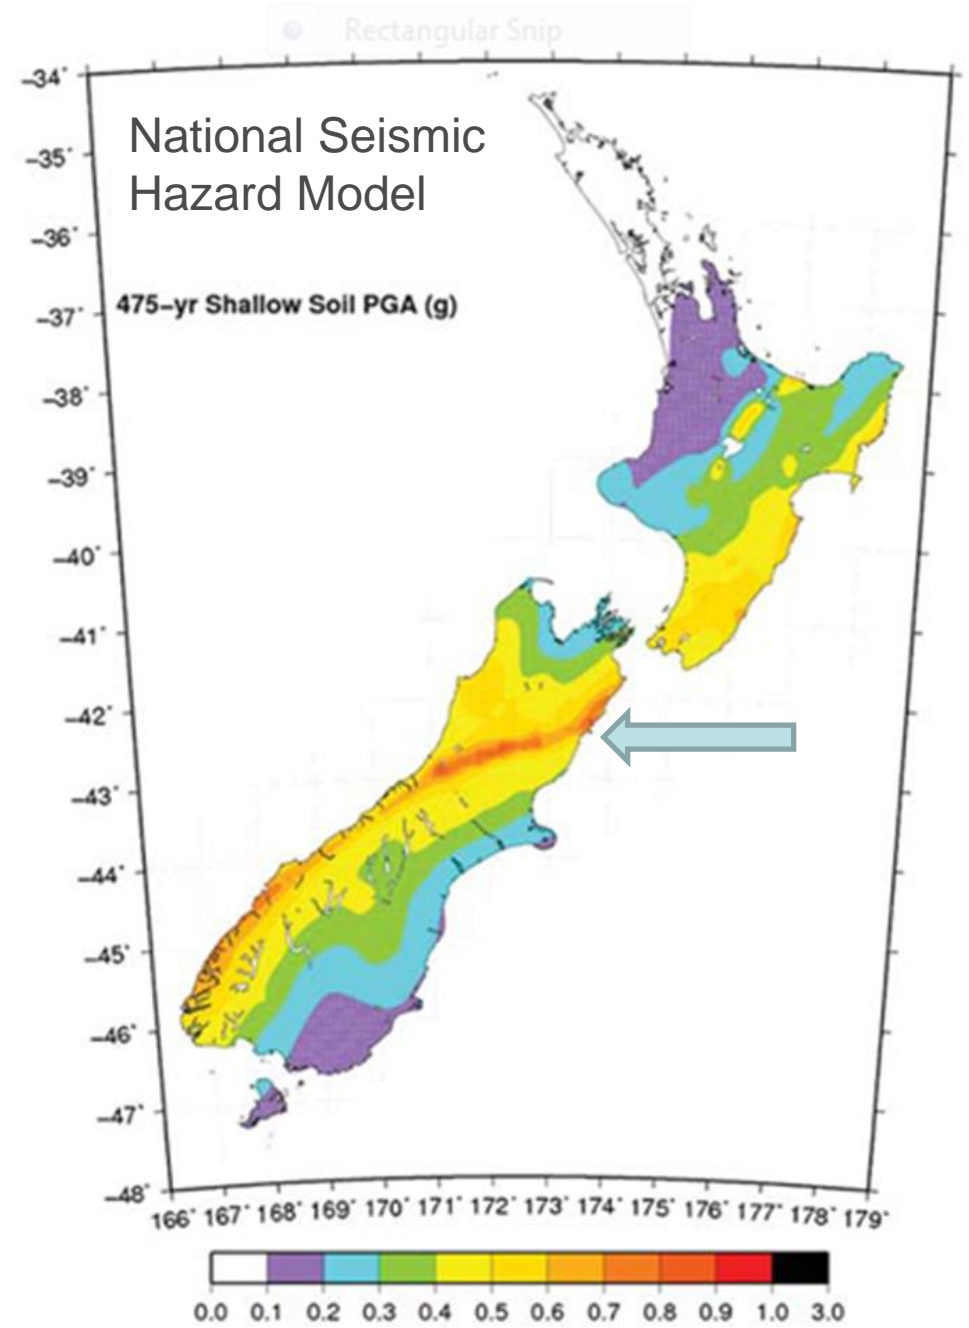 Rectangular Snip
National Seismic
Hazard Model
475-yr Shallow Soil PGA (g)
-34°
-35°
-36°
-37°
-38°
-39°
-40°
-41°
-42°
-43°
-44°
-45°
-46°
-47°
-48°
166° 167° 168° 169° 170° 171° 172° 173° 174° 175° 176° 177° 178° 179°
0.0 0.1 0.2 0.3 0.4 0.5 0.6 0.7 0.8 0.9 1.0 3.0